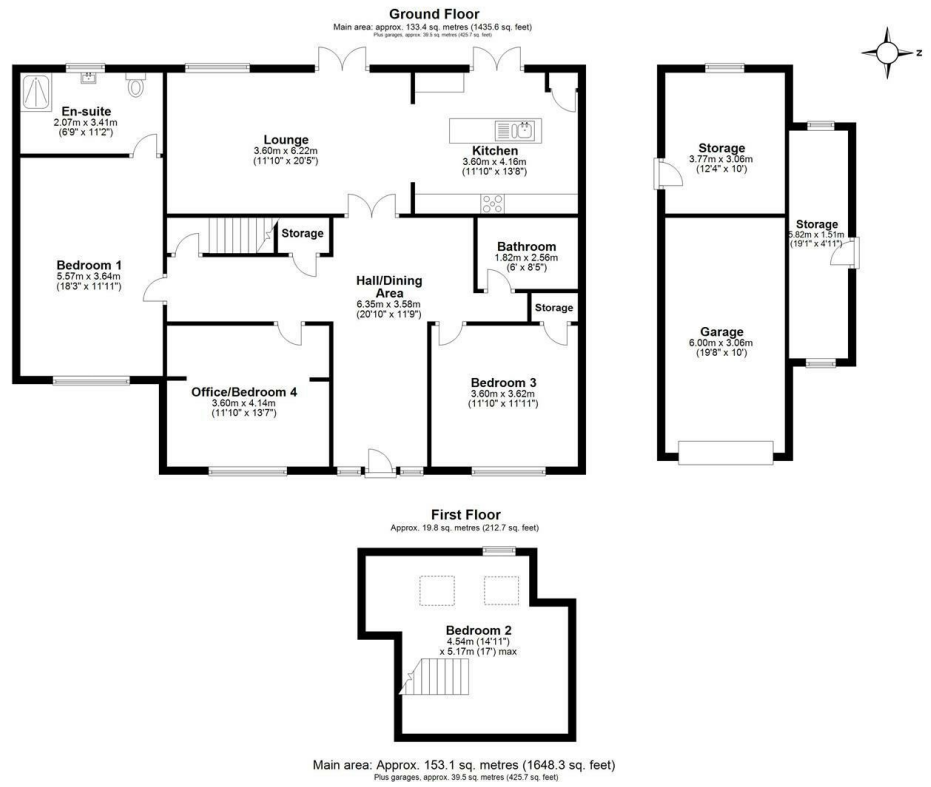 Ground Floor
Main area: approx. 133.4 sq. metres (1435.6 sq. feet)
Plus garages, approx. 39.5 sq. metres (425.7 sq. feet)
N
En-suite
2.07m x 3.41m
(6'9" x 11'2")
Lounge
3.60m x 6.22m
(11'10" x 20'5")
Kitchen
3.60m x 4.16m
(11'10" x 13'8")
Storage
3.77m x 3.06m
(12'4" x 10')
Storage
5.82m x 1.51m
(19'1" x 4'11")
Storage
Bathroom
1.82m x 2.56m
(6' x 8'5")
Bedroom 1
5.57m x 3.64m
(18'3" x 11'11")
Hall/Dining
Area
6.35m x 3.58m
(20'10" x 11'9")
Storage
Garage
6.00m x 3.06m
(19'8" x 10')
Office/Bedroom 4
3.60m x 4.14m
(11'10" x 13'7")
Bedroom 3
3.60m x 3.62m
(11'10" x 11'11")
First Floor
Approx. 19.8 sq. metres (212.7 sq. feet)
Bedroom 2
4.54m (14'11")
x 5.17m (17') max
Main area: Approx. 153.1 sq. metres (1648.3 sq. feet)
Plus garages, approx. 39.5 sq. metres (425.7 sq. feet)